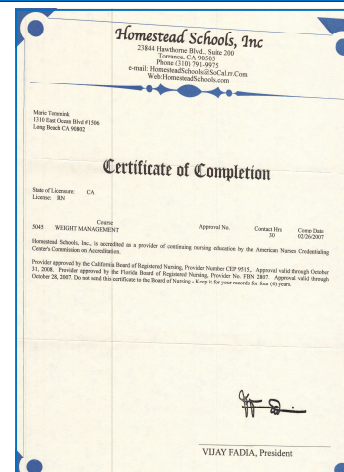 Homestead Schools, Inc
23844 Hawthorne Blvd., Suite 200
Torrance, CA 90505
Phone (310) 791-9975
e-mail: HomesteadSchools@SoCal.rr.Com
Web:HomesteadSchools.com
Marie Temmink
1310 East Ocean Blvd #1506
Long Beach CA 90802
Certificate of Completion
State of Licensure: CA
License: RN
Course Approval No. Contact Hrs Comp Date
5045 WEIGHT MANAGEMENT 30 02/26/2007
Homestead Schools, Inc., is accredited as a provider of continuing nursing education by the American Nurses Credentialing
Center's Commission on Accreditation.
Provider approved by the California Board of Registered Nursing, Provider Number CEP 9515,. Approval valid through October
31, 2008. Provider approved by the Florida Board of Registered Nursing, Provider No. FBN 2807. Approval valid through
October 28, 2007. Do not send this certificate to the Board of Nursing - Keep it for your records for four (4) years.
VIJAY FADIA, President